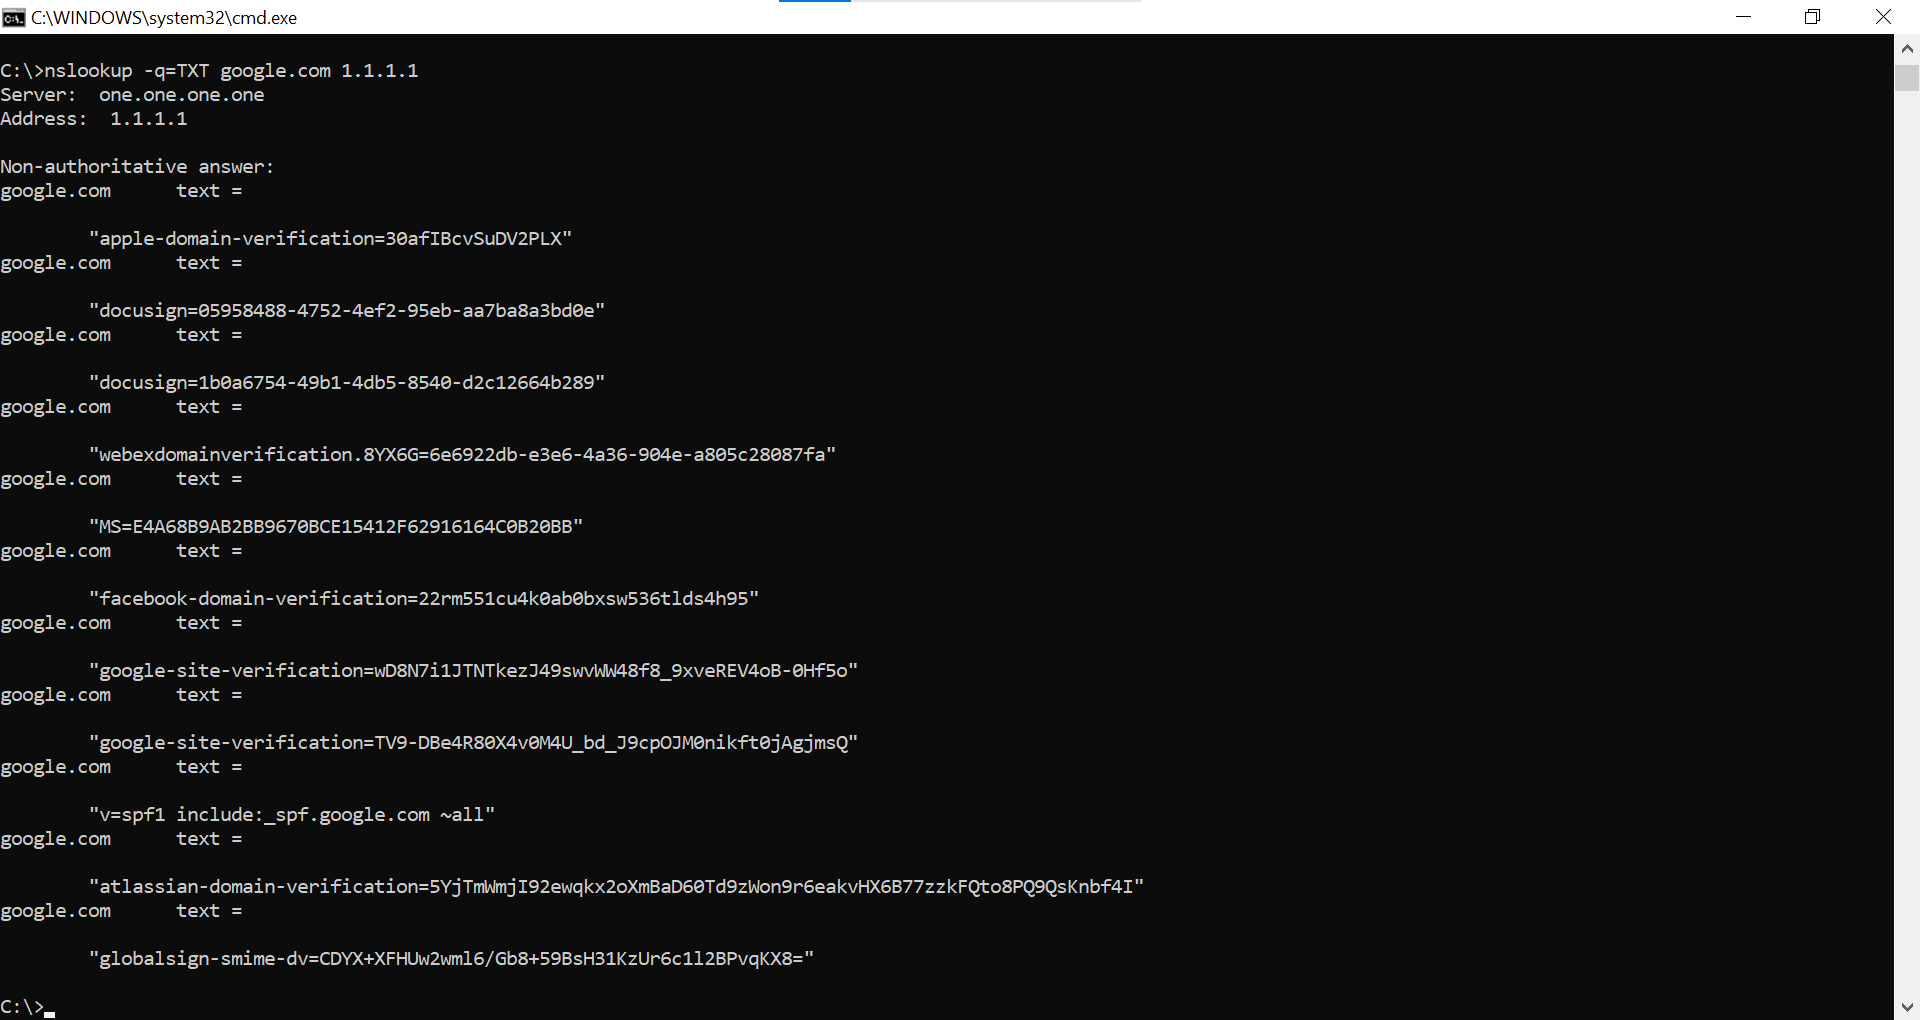 C:\WINDOWS\system32\cmd.exe
C:\>nslookup -q=TXT google.com 1.1.1.1
Server:  one.one.one.one
Address:  1.1.1.1
Non-authoritative answer:
google.com      text =
"apple-domain-verification=30afIBcvSuDV2PLX"
google.com      text =
"docusign=05958488-4752-4ef2-95eb-aa7ba8a3bd0e"
google.com      text =
"docusign=1b0a6754-49b1-4db5-8540-d2c12664b289"
google.com      text =
"webexdomainverification.8YX6G=6e6922db-e3e6-4a36-904e-a805c28087fa"
google.com      text =
"MS=E4A68B9AB2BB9670BCE15412F62916164C0B20BB"
google.com      text =
"facebook-domain-verification=22rm551cu4k0ab0bxsw536tlds4h95"
google.com      text =
"google-site-verification=wD8N7i1JTNTkezJ49swvWW48f8_9xveREV4oB-0Hf5o"
google.com      text =
"google-site-verification=TV9-DBe4R80X4v0M4U_bd_J9cpOJM0nikft0jAgjmsQ"
google.com      text =
"v=spf1 include:_spf.google.com ~all"
google.com      text =
"atlassian-domain-verification=5YjTmWmjI92ewqkx2oXmBaD60Td9zWon9r6eakvHX6B77zzkFQto8PQ9QsKnbf4I"
google.com      text =
"globalsign-smime-dv=CDYX+XFHUw2wml6/Gb8+59BsH31KzUr6c1l2BPvqKX8="
C:\>